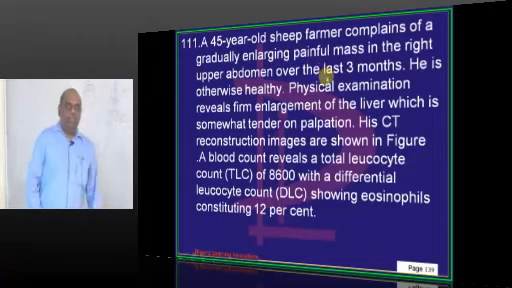 111.A 45-year-old sheep farmer complains of a
gradually enlarging painful mass in the right
upper abdomen over the last 3 months. He is
otherwise healthy. Physical examination
reveals firm enlargement of the liver which is
somewhat tender on palpation. His CT
reconstruction images are shown in Figure
.A blood count reveals a total leucocyte
count (TLC) of 8600 with a differential
leucocyte count (DLC) showing eosinophils
constituting 12 per cent.
Page 139